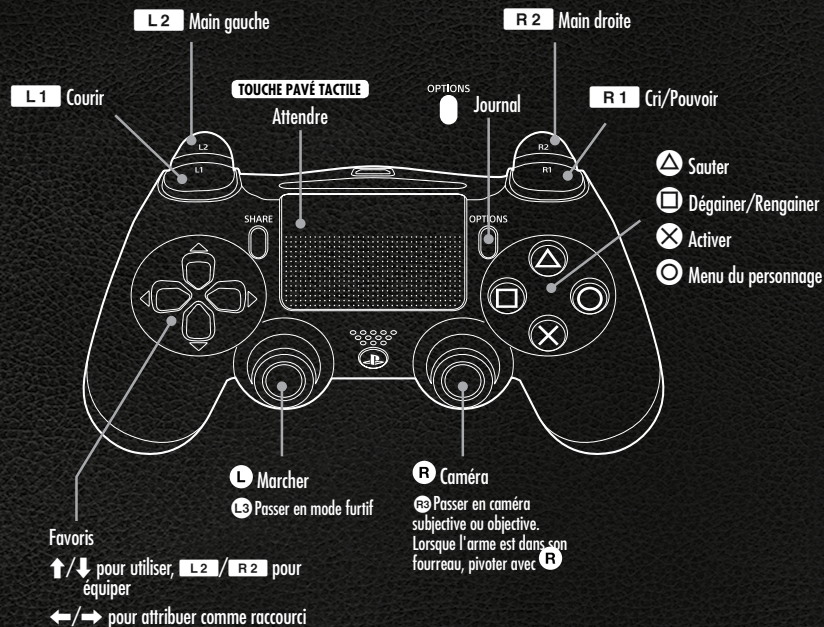 L2 Main gauche
R2 Main droite
L1 Courir
TOUCHE PAVÉ TACTILE
Attendre
OPTIONS
Journal
R1 Cri/Pouvoir
L2
L1
R2
R1
SHARE
OPTIONS
Sauter
Dégainer/Rengainer
Activer
Menu du personnage
L Marcher
L3 Passer en mode furtif
R Caméra
R3 Passer en caméra
subjective ou objective.
Lorsque l'arme est dans son
fourreau, pivoter avec R
Favoris
↑/↓ pour utiliser, L2/R2 pour
équiper
←/→ pour attribuer comme raccourci